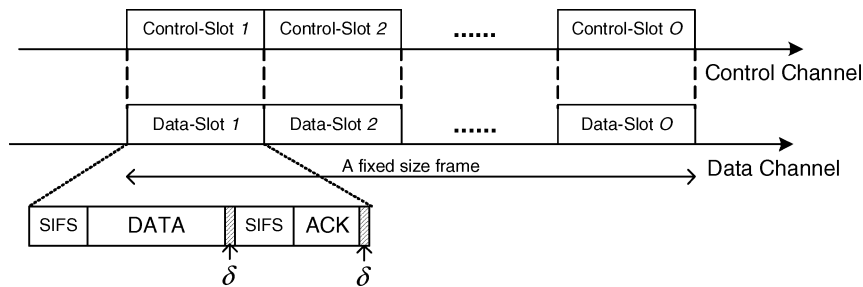 Control-Slot 1 Control-Slot 2 ...... Control-Slot O
Control Channel
Data-Slot 1 Data-Slot 2 ...... Data-Slot O
Data Channel
A fixed size frame
SIFS DATA SIFS ACK
δ δ